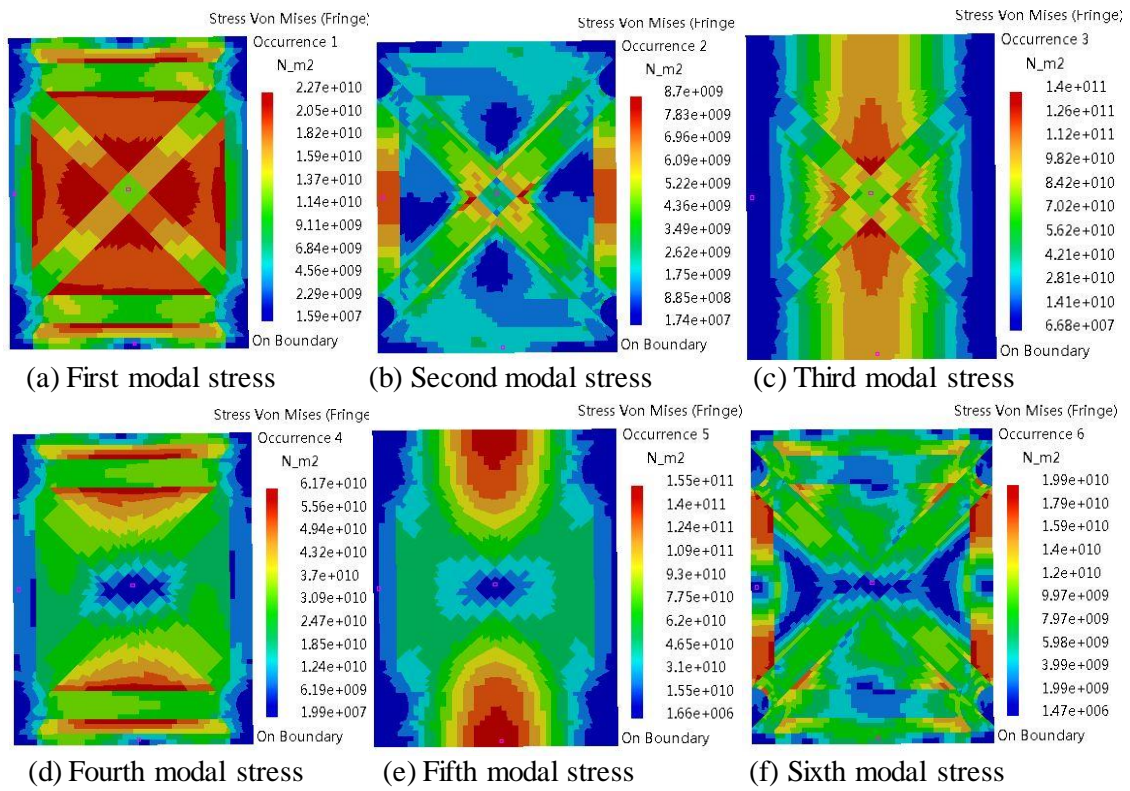 Stress Von Mises (Fringe)
Occurrence 1
N_m2
2.27e+010
2.05e+010
1.82e+010
1.59e+010
1.37e+010
1.14e+010
9.11e+009
6.84e+009
4.56e+009
2.29e+009
1.59e+007
On Boundary
(a) First modal stress
Stress Von Mises (Fringe)
Occurrence 2
N_m2
8.7e+009
7.83e+009
6.96e+009
6.09e+009
5.22e+009
4.36e+009
3.49e+009
2.62e+009
1.75e+009
8.85e+008
1.74e+007
On Boundary
(b) Second modal stress
Stress Von Mises (Fringe)
Occurrence 3
N_m2
1.4e+011
1.26e+011
1.12e+011
9.82e+010
8.42e+010
7.02e+010
5.62e+010
4.21e+010
2.81e+010
1.41e+010
6.68e+007
On Boundary
(c) Third modal stress
Stress Von Mises (Fringe)
Occurrence 4
N_m2
6.17e+010
5.56e+010
4.94e+010
4.32e+010
3.7e+010
3.09e+010
2.47e+010
1.85e+010
1.24e+010
6.19e+009
1.99e+007
On Boundary
(d) Fourth modal stress
Stress Von Mises (Fringe)
Occurrence 5
N_m2
1.55e+011
1.4e+011
1.24e+011
1.09e+011
9.3e+010
7.75e+010
6.2e+010
4.65e+010
3.1e+010
1.55e+010
1.66e+006
On Boundary
(e) Fifth modal stress
Stress Von Mises (Fringe)
Occurrence 6
N_m2
1.99e+010
1.79e+010
1.59e+010
1.4e+010
1.2e+010
9.97e+009
7.97e+009
5.98e+009
3.99e+009
1.99e+009
1.47e+006
On Boundary
(f) Sixth modal stress